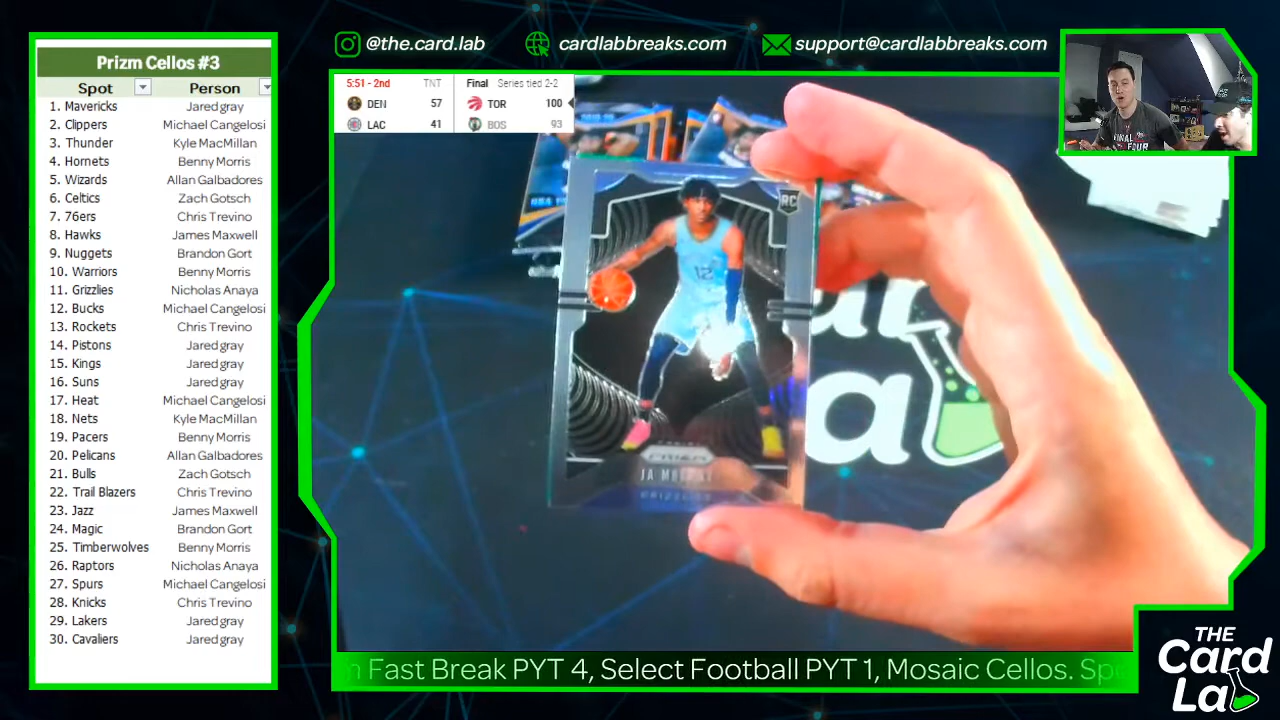 @the.card.lab
cardlabbreaks.com
support@cardlabbreaks.com
Prizm Cellos #3
Spot Person
1. Mavericks Jared gray
2. Clippers Michael Cangelosi
3. Thunder Kyle MacMillan
4. Hornets Benny Morris
5. Wizards Allan Galbadores
6. Celtics Zach Gotsch
7. 76ers Chris Trevino
8. Hawks James Maxwell
9. Nuggets Brandon Gort
10. Warriors Benny Morris
11. Grizzlies Nicholas Anaya
12. Bucks Michael Cangelosi
13. Rockets Chris Trevino
14. Pistons Jared gray
15. Kings Jared gray
16. Suns Jared gray
17. Heat Michael Cangelosi
18. Nets Kyle MacMillan
19. Pacers Benny Morris
20. Pelicans Allan Galbadores
21. Bulls Zach Gotsch
22. Trail Blazers Chris Trevino
23. Jazz James Maxwell
24. Magic Brandon Gort
25. Timberwolves Benny Morris
26. Raptors Nicholas Anaya
27. Spurs Michael Cangelosi
28. Knicks Chris Trevino
29. Lakers Jared gray
30. Cavaliers Jared gray
5:51 - 2nd TNT
DEN 57
LAC 41
Final Series tied 2-2
TOR 100
BOS 93
FINAL
FOUR
RC
12
PRIZM
JA
GRIZZLIES
a
Fast Break PYT 4, Select Football PYT 1, Mosaic Cellos.
THE
Card
Lab